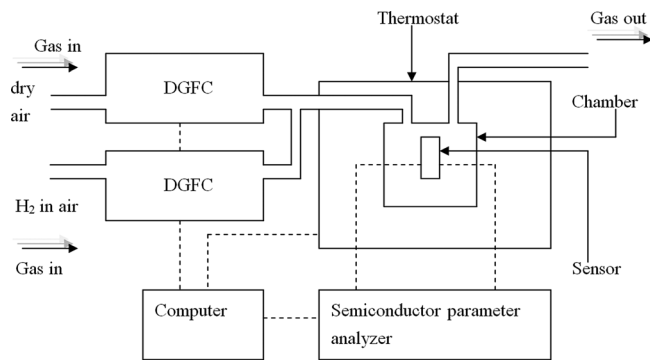 Gas in
Thermostat
Gas out
dry
air
DGFC
Chamber
DGFC
H₂ in air
Gas in
Sensor
Computer
Semiconductor parameter
analyzer